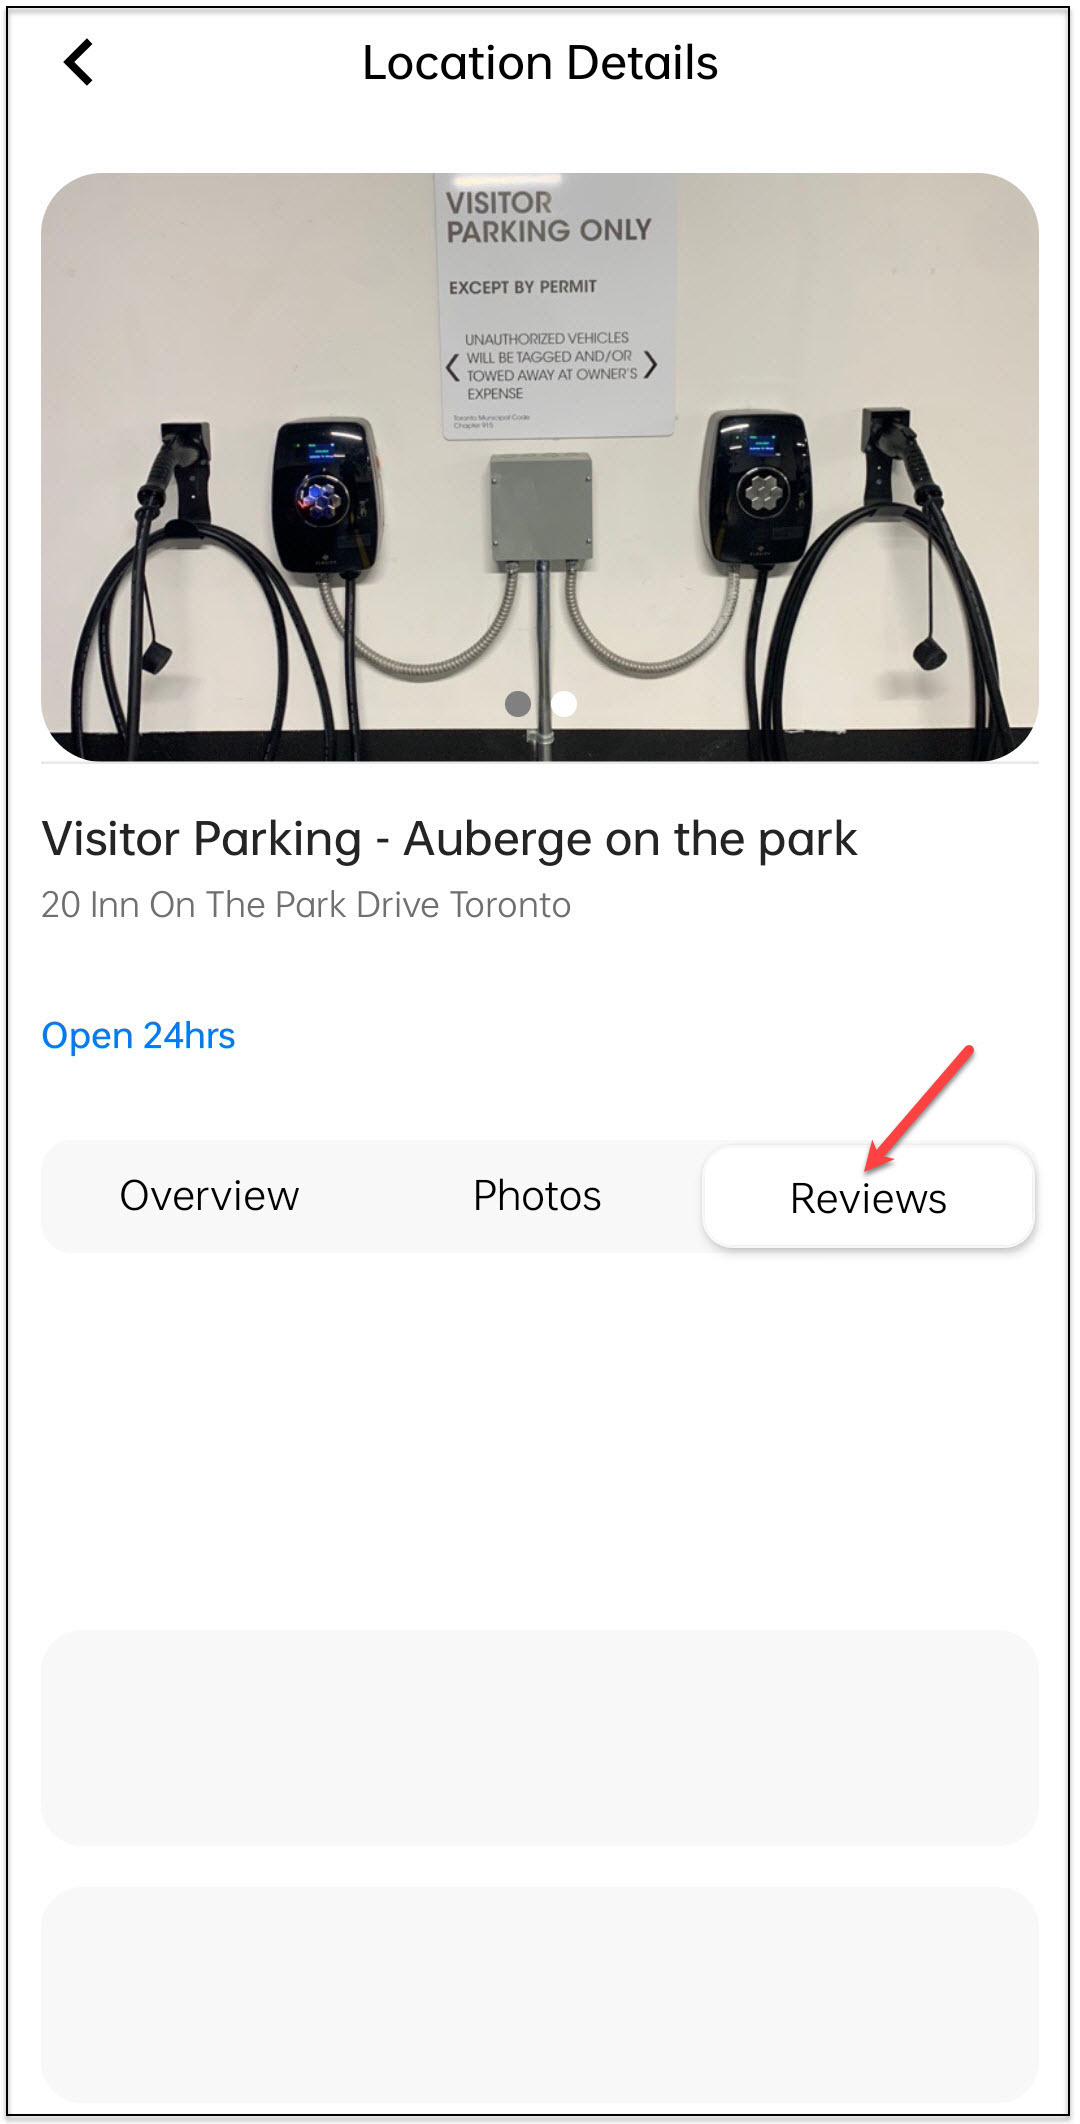 Location Details
VISITOR
PARKING ONLY
EXCEPT BY PERMIT
UNAUTHORIZED VEHICLES
WILL BE TAGGED AND/OR
TOWED AWAY AT OWNER'S
EXPENSE
Toronto Municipal Code
Chapter 915
Visitor Parking - Auberge on the park
20 Inn On The Park Drive Toronto
Open 24hrs
Overview
Photos
Reviews